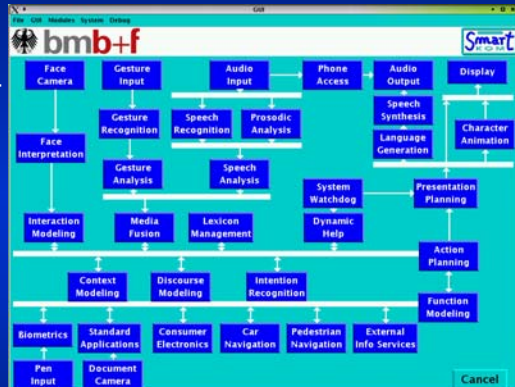 GUI
File GUI Modules System Debug
bmb+f
Smart
KOM
Face
Camera
Gesture
Input
Audio
Input
Phone
Access
Audio
Output
Display
Speech
Synthesis
Gesture
Recognition
Speech
Recognition
Prosodic
Analysis
Language
Generation
Character
Animation
Face
Interpretation
Gesture
Analysis
Speech
Analysis
System
Watchdog
Presentation
Planning
Interaction
Modeling
Media
Fusion
Lexicon
Management
Dynamic
Help
Action
Planning
Context
Modeling
Discourse
Modeling
Intention
Recognition
Function
Modeling
Biometrics
Standard
Applications
Consumer
Electronics
Car
Navigation
Pedestrian
Navigation
External
Info Services
Pen
Input
Document
Camera
Cancel